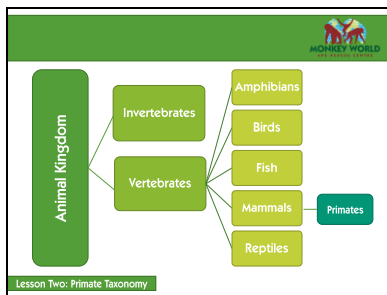 MONKEY WORLD
APE RESCUE CENTRE
Animal Kingdom
Invertebrates
Vertebrates
Amphibians
Birds
Fish
Mammals
Reptiles
Primates
Lesson Two: Primate Taxonomy